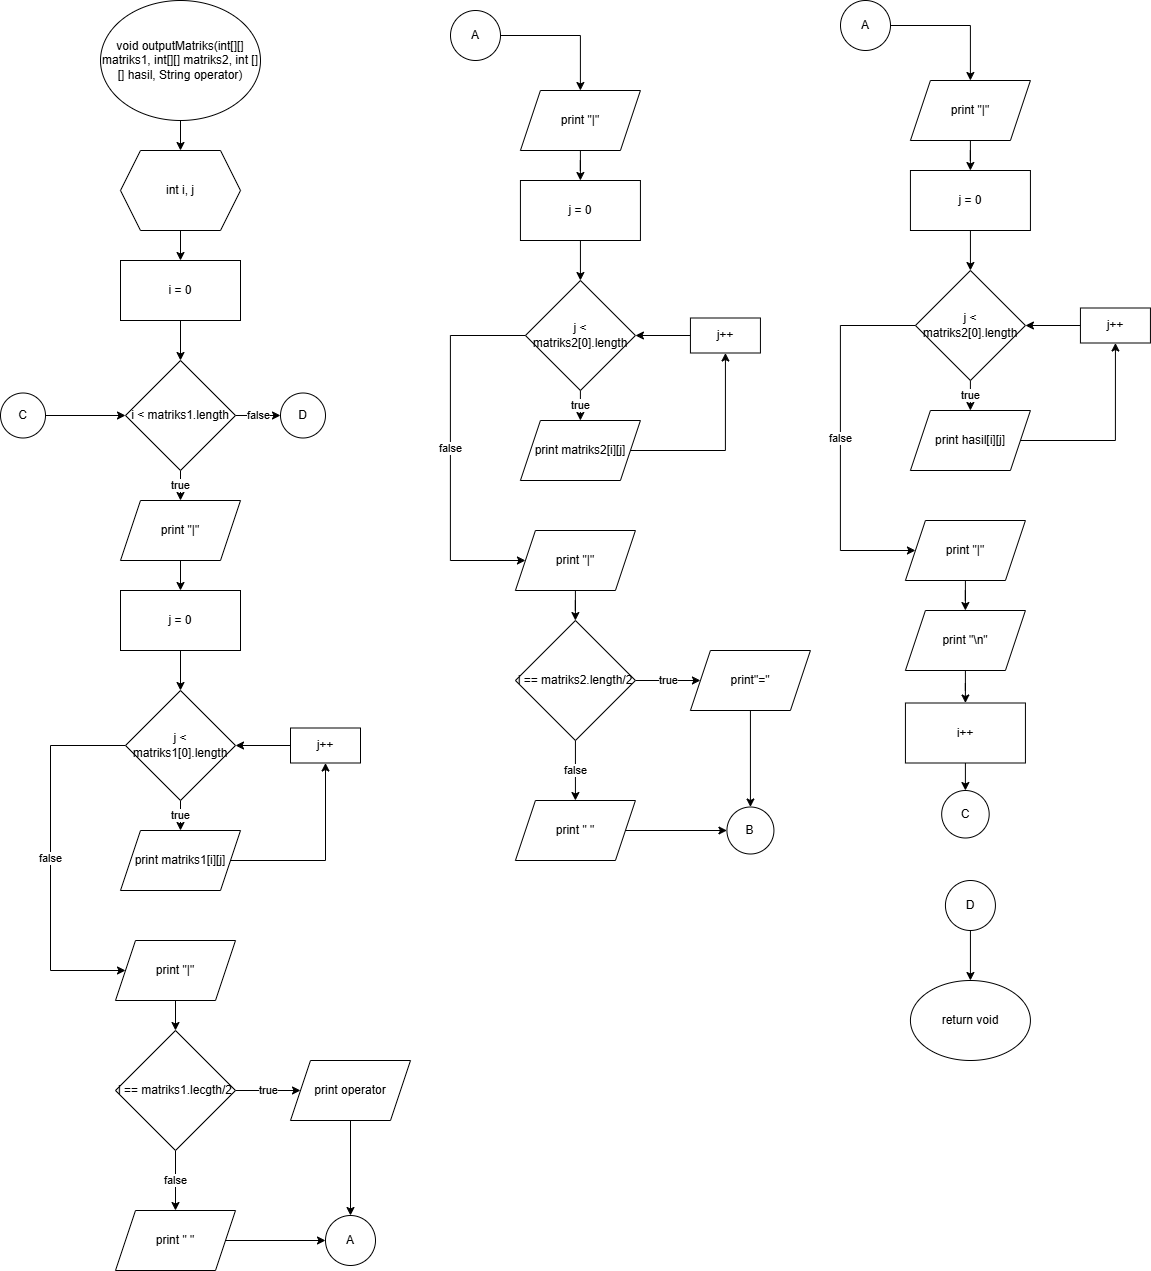 void outputMatriks(int[][]
matriks1, int[][] matriks2, int []
[] hasil, String operator)
int i, j
i = 0
C
i < matriks1.length
false
D
true
print "|"
j = 0
j <
matriks1[0].length
j++
true
print matriks1[i][j]
false
print "|"
i == matriks1.lecgth/2
true
print operator
false
print " "
A
A
print "|"
j = 0
j <
matriks2[0].length
j++
true
print matriks2[i][j]
false
print "|"
i == matriks2.length/2
true
print"="
false
print " "
B
A
print "|"
j = 0
j <
matriks2[0].length
j++
true
print hasil[i][j]
false
print "|"
print "\n"
i++
C
D
return void